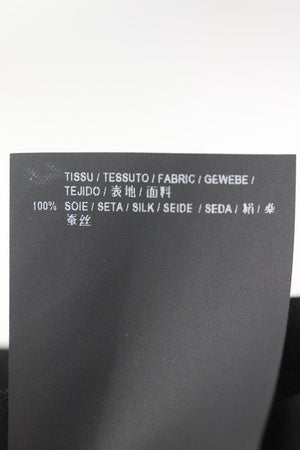 TISSU / TESSUTO / FABRIC / GEWEBE /
TEJIDO / 表地 / 面料
100% SOIE / SETA / SILK / SEIDE / SEDA / 絹 / 桑
蚕丝